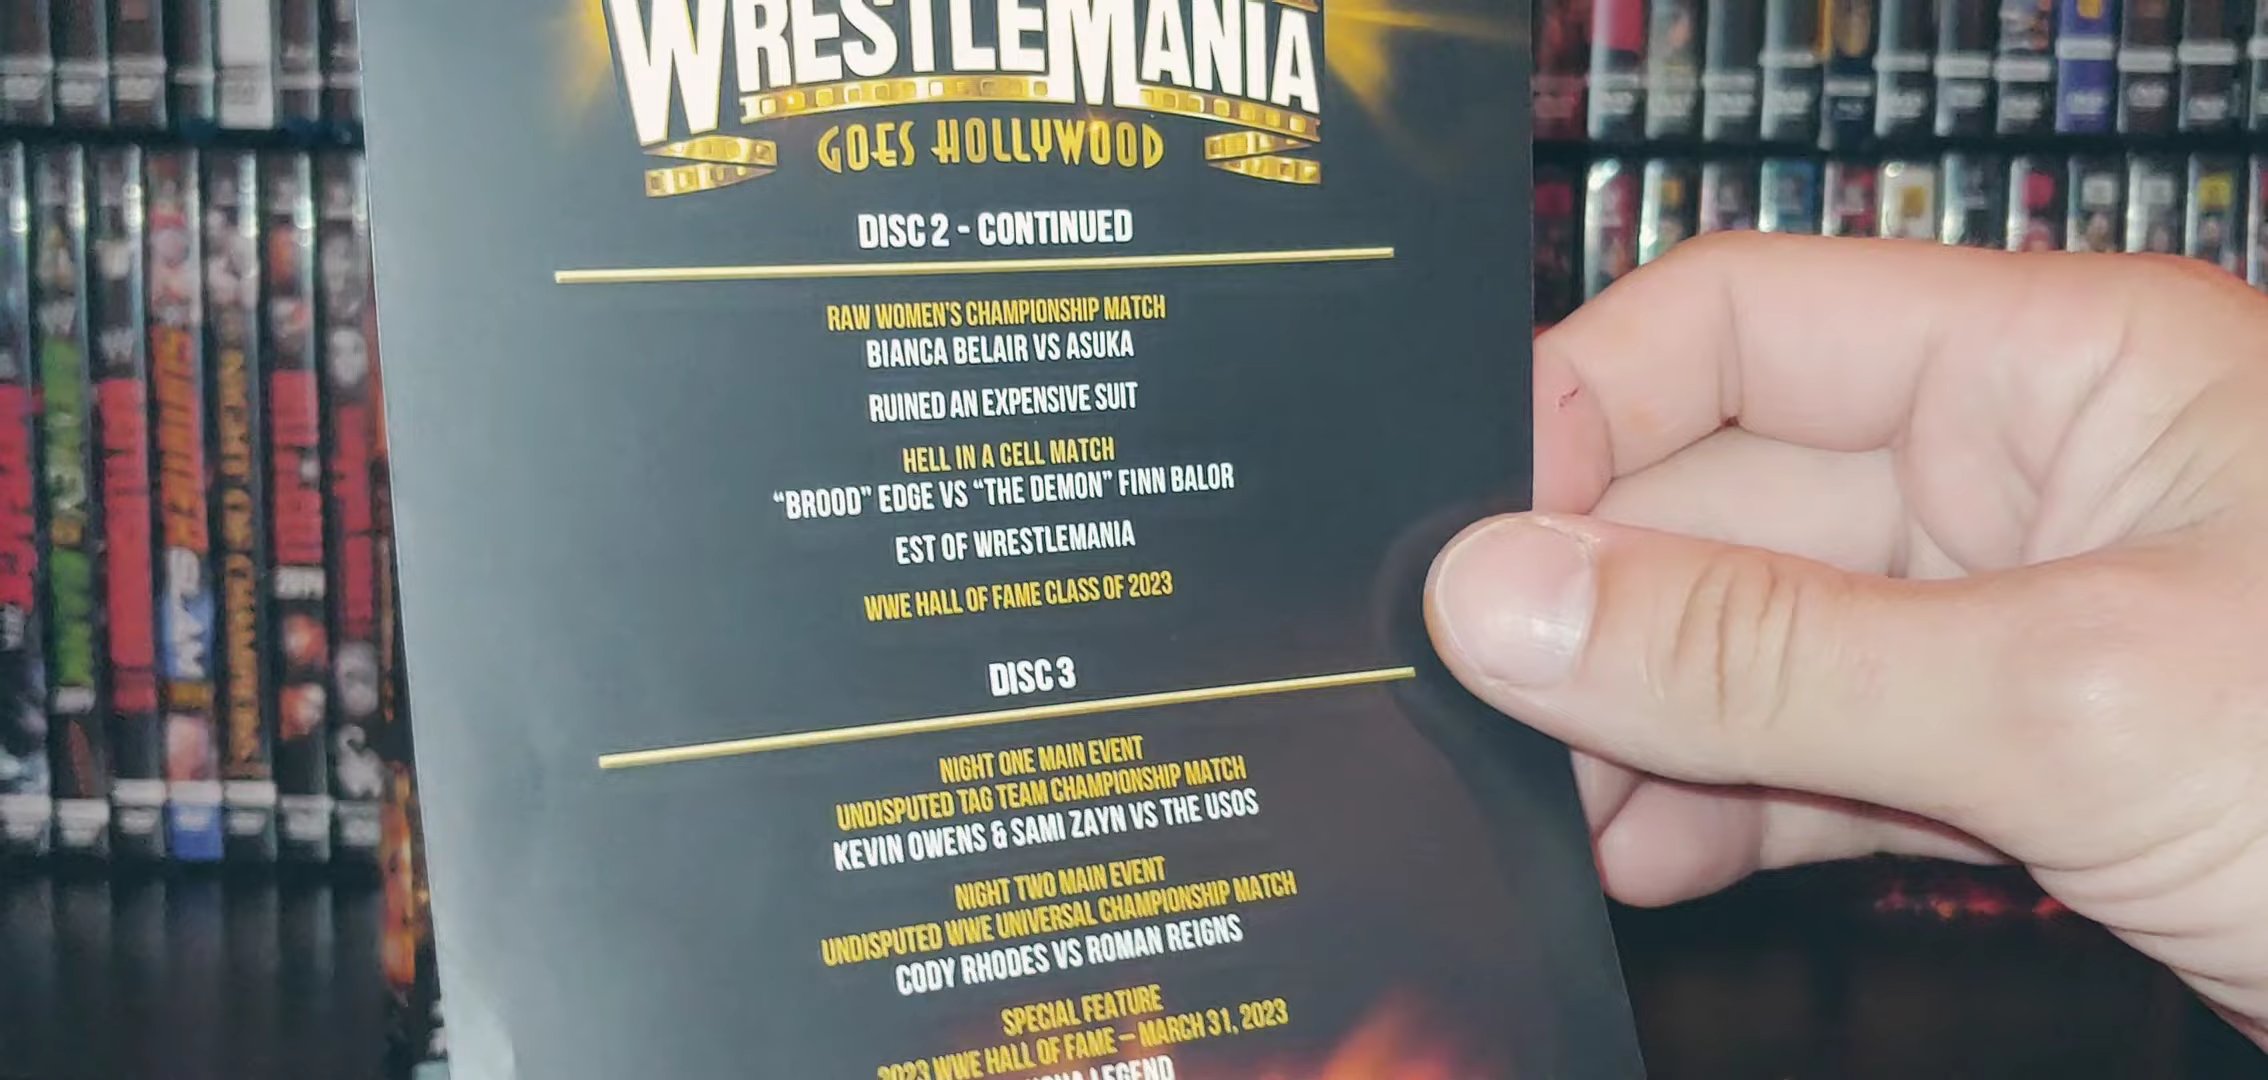 WRESTLEMANIA
GOES HOLLYWOOD
DISC 2 - CONTINUED
RAW WOMEN'S CHAMPIONSHIP MATCH
BIANCA BELAIR VS ASUKA
RUINED AN EXPENSIVE SUIT
HELL IN A CELL MATCH
“BROOD” EDGE VS “THE DEMON” FINN BALOR
EST OF WRESTLEMANIA
WWE HALL OF FAME CLASS OF 2023
DISC 3
NIGHT ONE MAIN EVENT
UNDISPUTED TAG TEAM CHAMPIONSHIP MATCH
KEVIN OWENS & SAMI ZAYN VS THE USOS
NIGHT TWO MAIN EVENT
UNDISPUTED WWE UNIVERSAL CHAMPIONSHIP MATCH
CODY RHODES VS ROMAN REIGNS
SPECIAL FEATURE
2023 WWE HALL OF FAME – MARCH 31, 2023
LEGEND